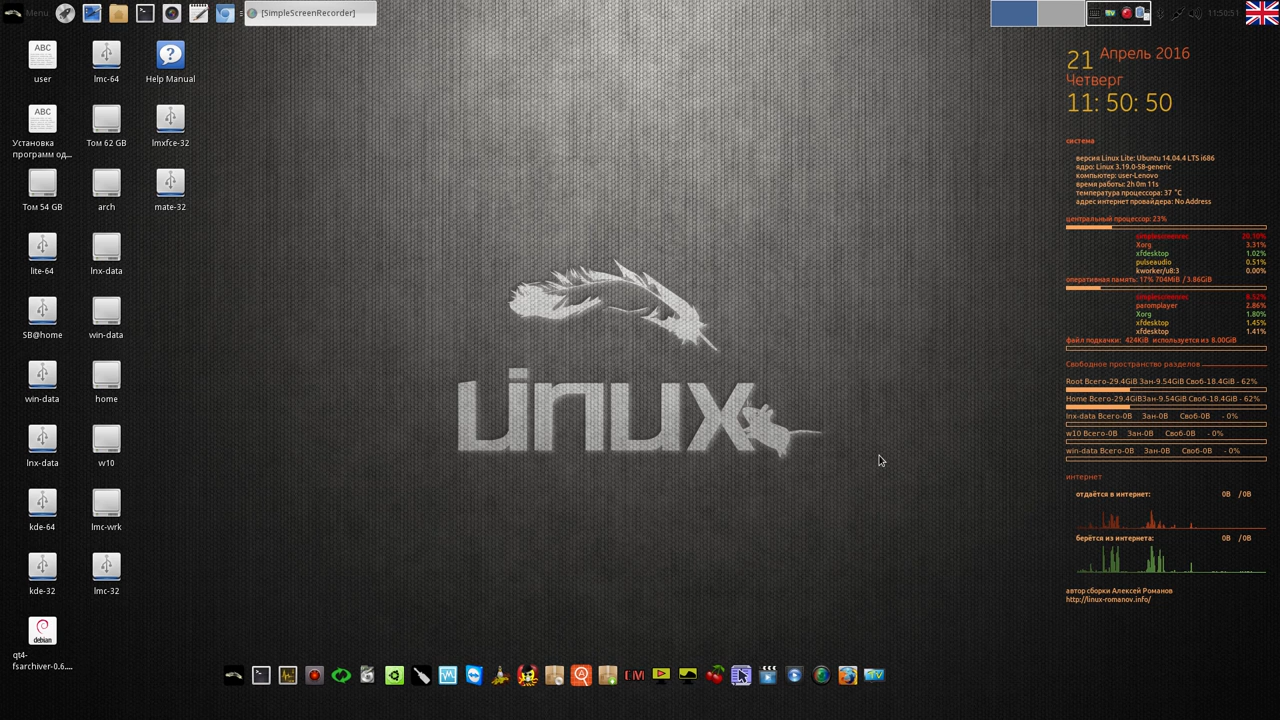 Menu
[SimpleScreenRecorder]
11:50:51
ABC
user
lmc-64
Help Manual
ABC
Установка
программ од...
Том 62 GB
lmxfce-32
Том 54 GB
arch
mate-32
lite-64
lnx-data
SB@home
win-data
win-data
home
lnx-data
w10
kde-64
lmc-wrk
kde-32
lmc-32
debian
qt4-
fsarchiver-0.6....
Linux
21 Апрель 2016
Четверг
11: 50: 50
система
версия Linux Lite: Ubuntu 14.04.4 LTS i686
ядро: Linux 3.19.0-58-generic
компьютер: user-Lenovo
время работы: 2h 0m 11s
температура процессора: 37 °C
адрес интернет провайдера: No Address
центральный процессор: 23%
Xorg 3.31%
xfdesktop 1.02%
pulseaudio 0.51%
kworker/u8:3 0.00%
оперативная память: 17% 704MiB / 3.86GiB
paromplayer 2.86%
Xorg 1.80%
xfdesktop 1.45%
xfdesktop 1.41%
файл подкачки: 424KiB используется из 8.00GiB
Свободное пространство разделов
Root Всего-29.4GiB Зан-9.54GiB Своб-18.4GiB - 62%
Home Всего-29.4GiBЗан-9.54GiB Своб-18.4GiB - 62%
lnx-data Всего-0B Зан-0B Своб-0B - 0%
w10 Всего-0B Зан-0B Своб-0B - 0%
win-data Всего-0B Зан-0B Своб-0B - 0%
интернет
отдаётся в интернет: 0B / 0B
берётся из интернета: 0B / 0B
автор сборки Алексей Романов
http://linux-romanov.info/